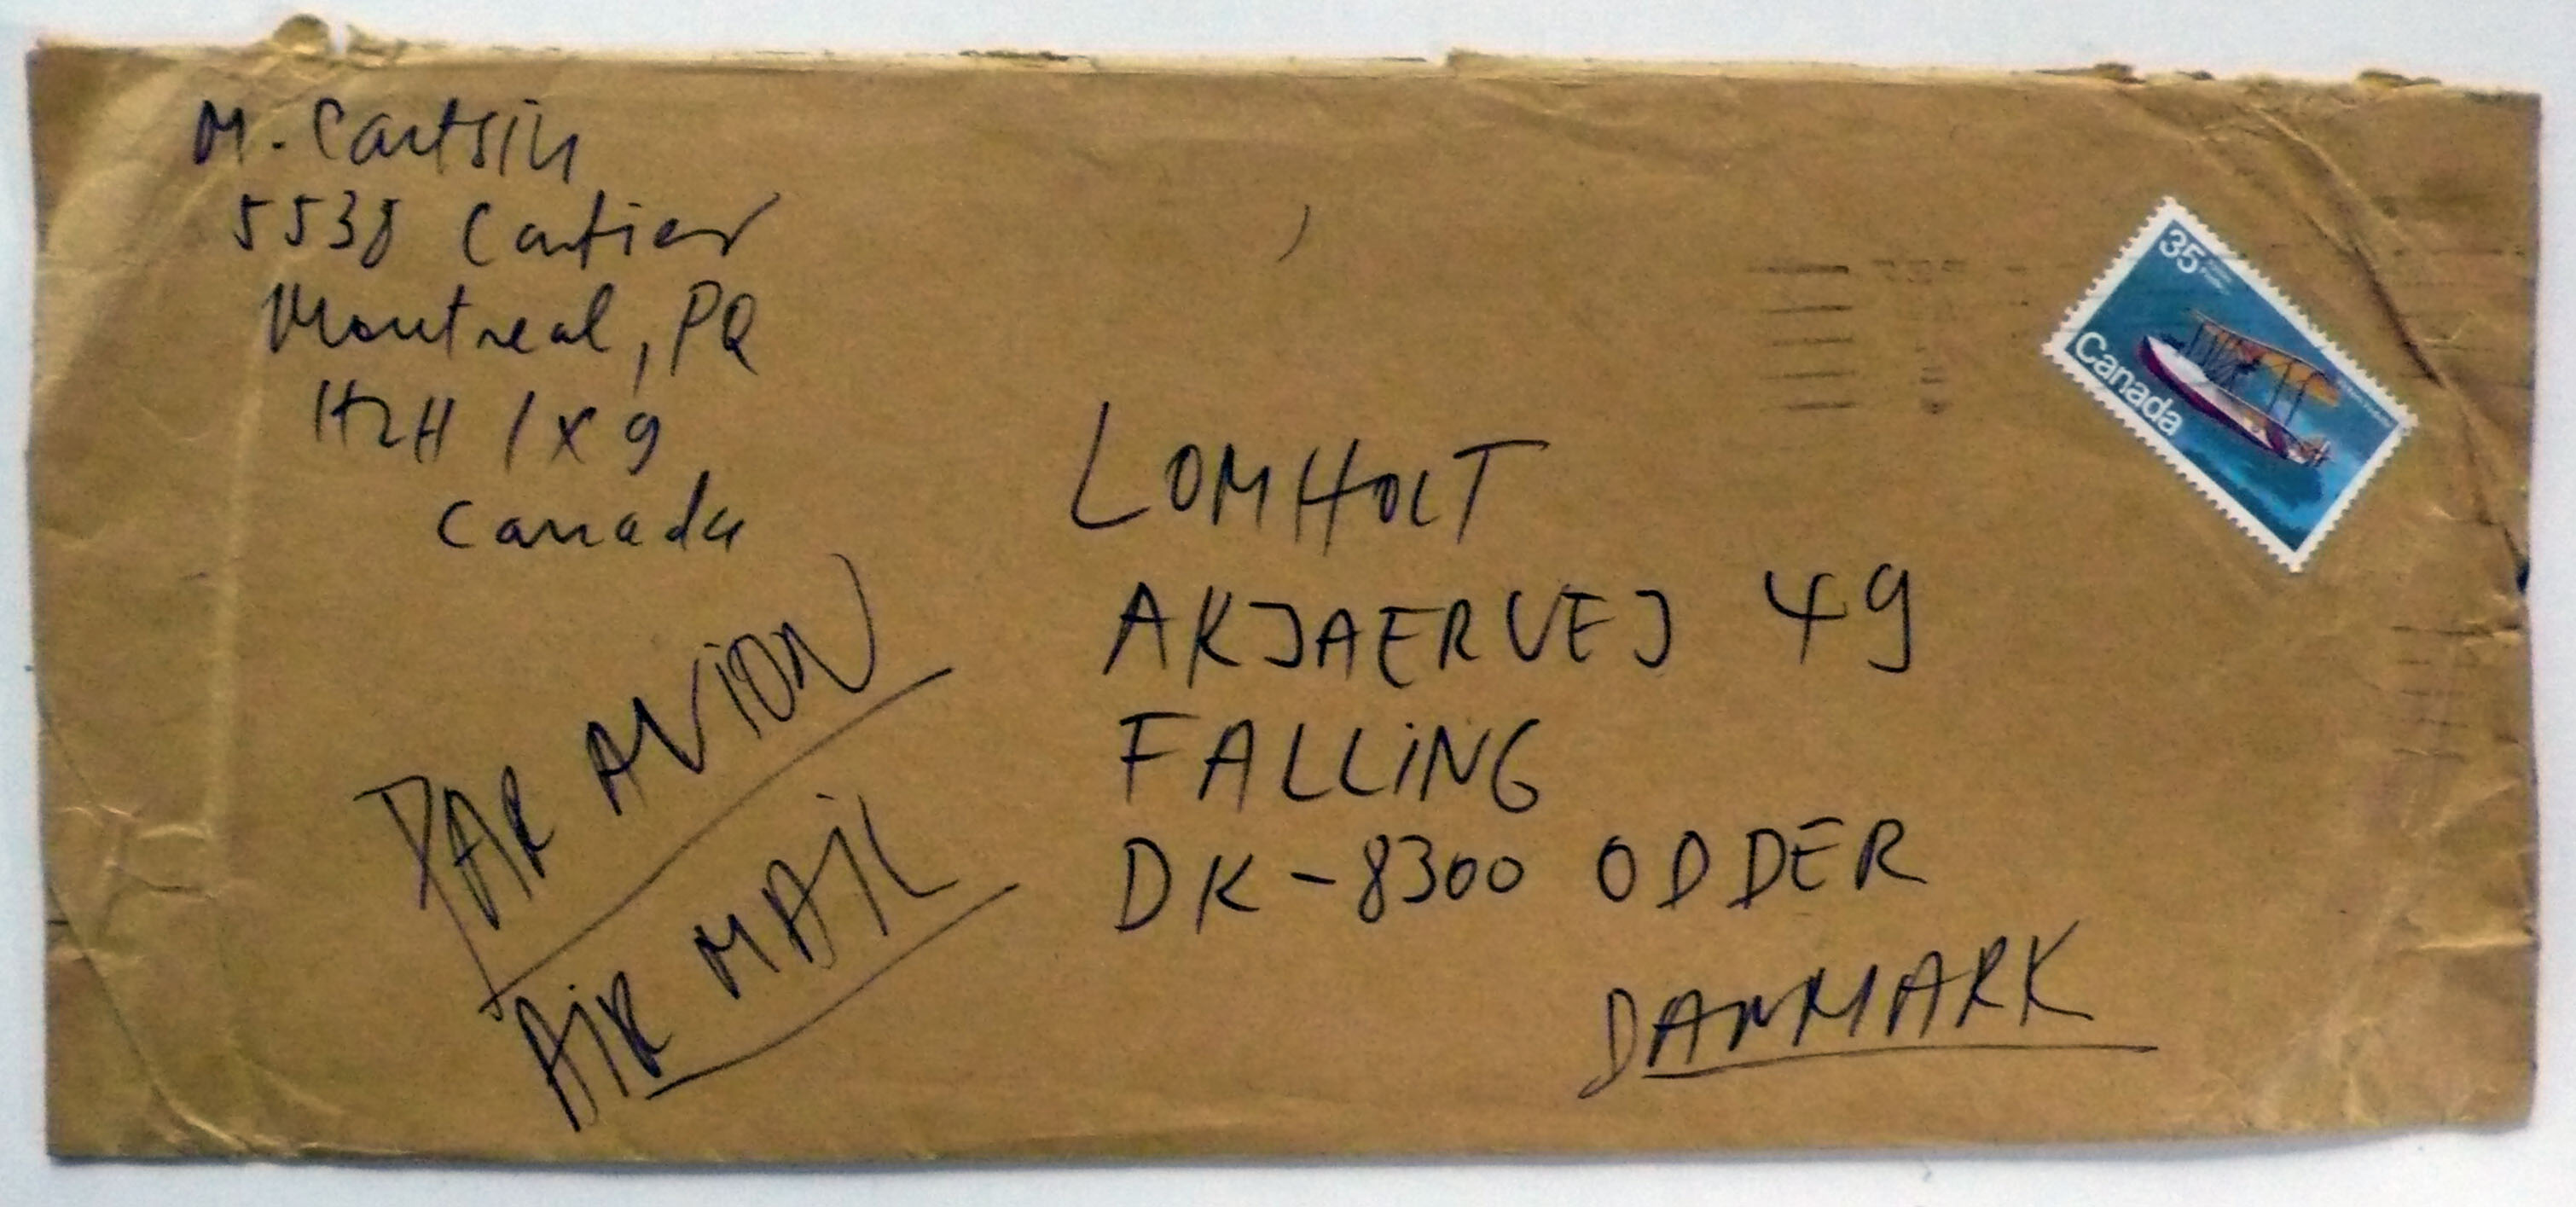 M. Cartsin
5538 Cartier
Montreal, PQ
H2H 1X9
Canada
35
Canada
LOMHOLT
AKJAERVEJ 49
FALLING
DK-8300 ODDER
DANMARK
PAR AVION
AIR MAIL